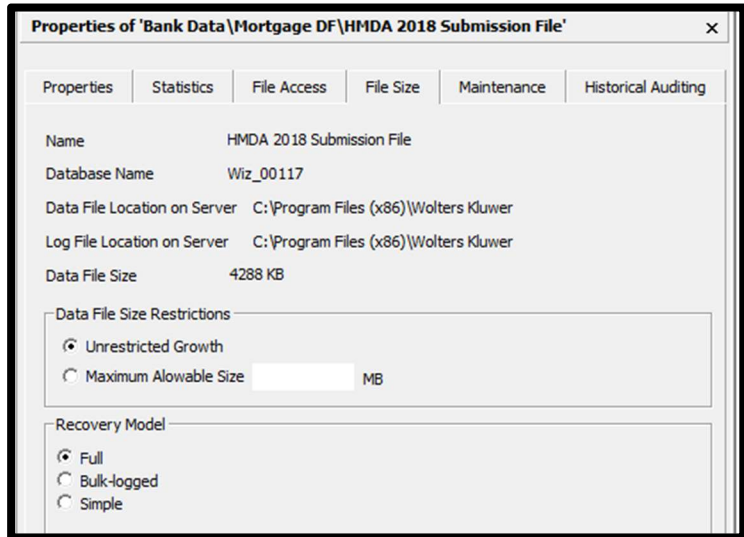 Properties of 'Bank Data\Mortgage DF\HMDA 2018 Submission File' x
Properties Statistics File Access File Size Maintenance Historical Auditing
Name HMDA 2018 Submission File
Database Name Wiz_00117
Data File Location on Server C:\Program Files (x86)\Wolters Kluwer
Log File Location on Server C:\Program Files (x86)\Wolters Kluwer
Data File Size 4288 KB
Data File Size Restrictions
Unrestricted Growth
Maximum Alowable Size MB
Recovery Model
Full
Bulk-logged
Simple